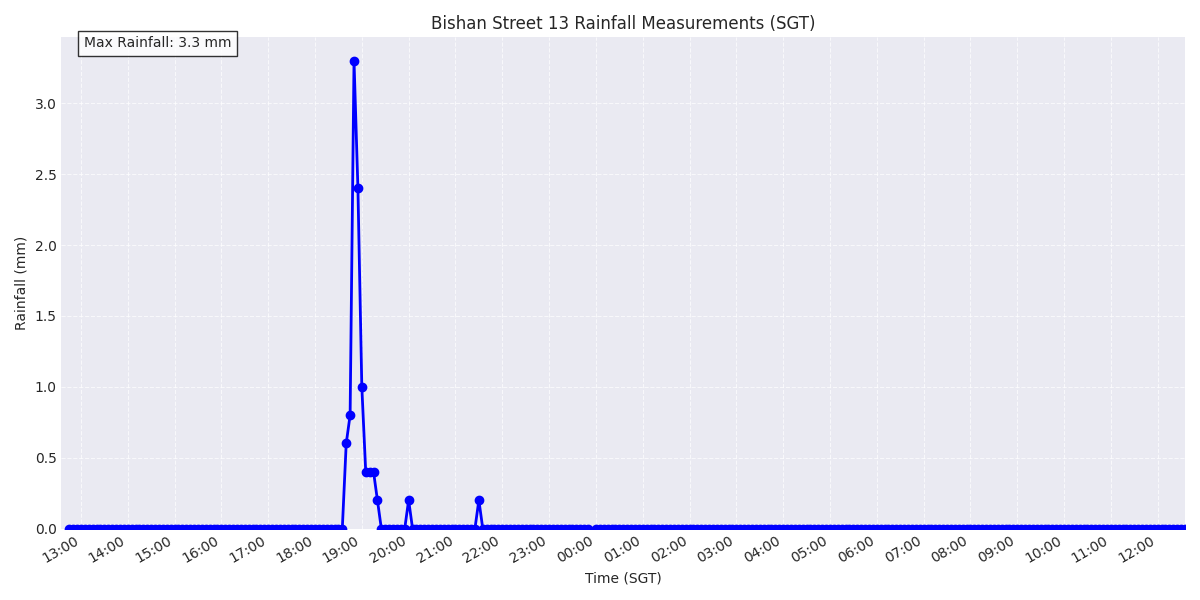 Bishan Street 13 Rainfall Measurements (SGT)
Max Rainfall: 3.3 mm
Rainfall (mm)
3.0
2.5
2.0
1.5
1.0
0.5
0.0
13:00 14:00 15:00 16:00 17:00 18:00 19:00 20:00 21:00 22:00 23:00 00:00 01:00 02:00 03:00 04:00 05:00 06:00 07:00 08:00 09:00 10:00 11:00 12:00
Time (SGT)